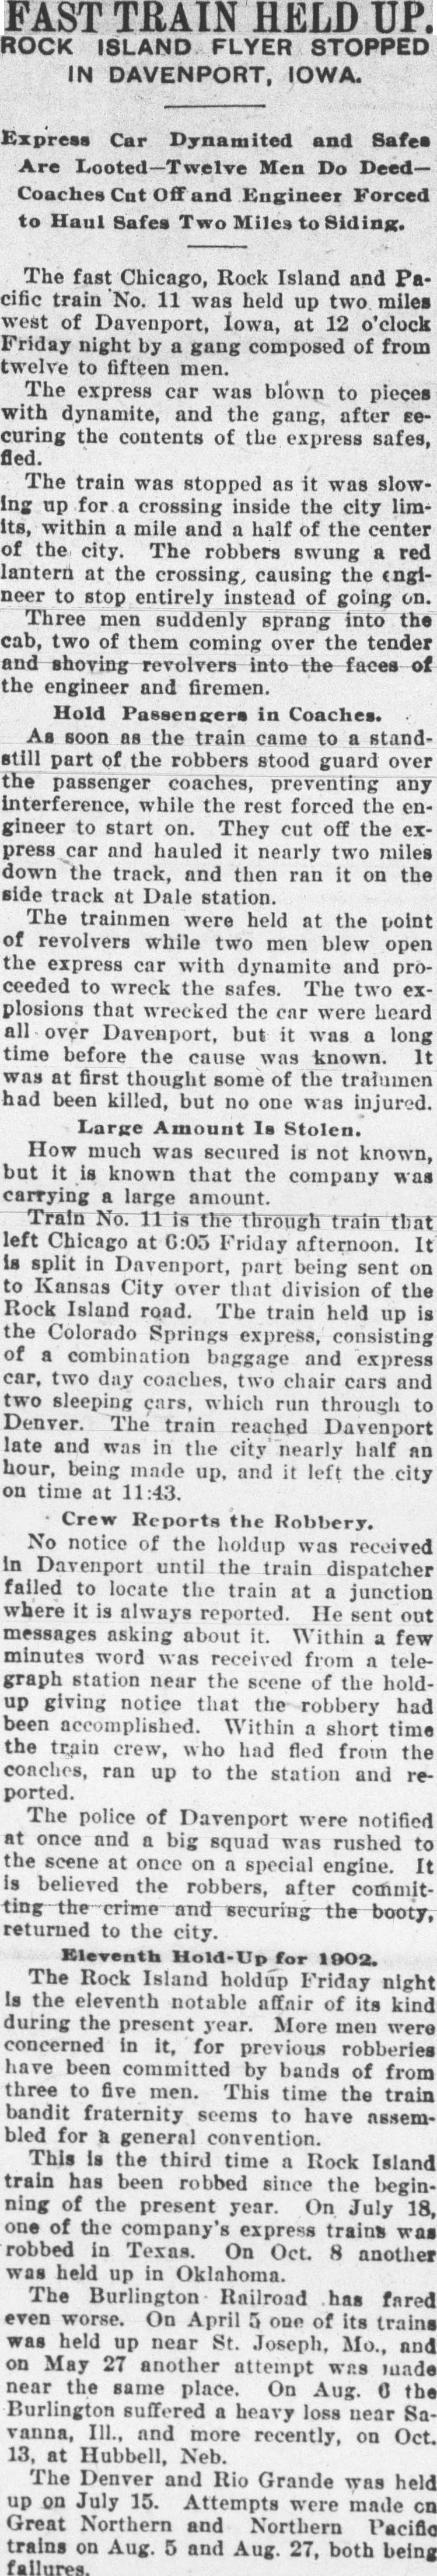 FAST TRAIN HELD UP.
ROCK ISLAND FLYER STOPPED
IN DAVENPORT, IOWA.
Express Car Dynamited and Safes
Are Looted—Twelve Men Do Deed—
Coaches Cut Off and Engineer Forced
to Haul Safes Two Miles to Siding.
The fast Chicago, Rock Island and Pa-
cific train No. 11 was held up two miles
west of Davenport, Iowa, at 12 o'clock
Friday night by a gang composed of from
twelve to fifteen men.
The express car was blown to pieces
with dynamite, and the gang, after se-
curing the contents of the express safes,
fled.
The train was stopped as it was slow-
ing up for a crossing inside the city lim-
its, within a mile and a half of the center
of the city. The robbers swung a red
lantern at the crossing, causing the engi-
neer to stop entirely instead of going on.
Three men suddenly sprang into the
cab, two of them coming over the tender
and shoving revolvers into the faces of
the engineer and firemen.
Hold Passengers in Coaches.
As soon as the train came to a stand-
still part of the robbers stood guard over
the passenger coaches, preventing any
interference, while the rest forced the en-
gineer to start on. They cut off the ex-
press car and hauled it nearly two miles
down the track, and then ran it on the
side track at Dale station.
The trainmen were held at the point
of revolvers while two men blew open
the express car with dynamite and pro-
ceeded to wreck the safes. The two ex-
plosions that wrecked the car were heard
all over Davenport, but it was a long
time before the cause was known. It
was at first thought some of the trainmen
had been killed, but no one was injured.
Large Amount Is Stolen.
How much was secured is not known,
but it is known that the company was
carrying a large amount.
Train No. 11 is the through train that
left Chicago at 6:05 Friday afternoon. It
is split in Davenport, part being sent on
to Kansas City over that division of the
Rock Island road. The train held up is
the Colorado Springs express, consisting
of a combination baggage and express
car, two day coaches, two chair cars and
two sleeping cars, which run through to
Denver. The train reached Davenport
late and was in the city nearly half an
hour, being made up, and it left the city
on time at 11:43.
Crew Reports the Robbery.
No notice of the holdup was received
in Davenport until the train dispatcher
failed to locate the train at a junction
where it is always reported. He sent out
messages asking about it. Within a few
minutes word was received from a tele-
graph station near the scene of the hold-
up giving notice that the robbery had
been accomplished. Within a short time
the train crew, who had fled from the
coaches, ran up to the station and re-
ported.
The police of Davenport were notified
at once and a big squad was rushed to
the scene at once on a special engine. It
is believed the robbers, after commit-
ting the crime and securing the booty,
returned to the city.
Eleventh Hold-Up for 1902.
The Rock Island holdup Friday night
is the eleventh notable affair of its kind
during the present year. More men were
concerned in it, for previous robberies
have been committed by bands of from
three to five men. This time the train
bandit fraternity seems to have assem-
bled for a general convention.
This is the third time a Rock Island
train has been robbed since the begin-
ning of the present year. On July 18,
one of the company's express trains was
robbed in Texas. On Oct. 8 another
was held up in Oklahoma.
The Burlington Railroad has fared
even worse. On April 5 one of its trains
was held up near St. Joseph, Mo., and
on May 27 another attempt was made
near the same place. On Aug. 6 the
Burlington suffered a heavy loss near Sa-
vanna, Ill., and more recently, on Oct.
13, at Hubbell, Neb.
The Denver and Rio Grande was held
up on July 15. Attempts were made on
Great Northern and Northern Pacific
trains on Aug. 5 and Aug. 27, both being
failures.